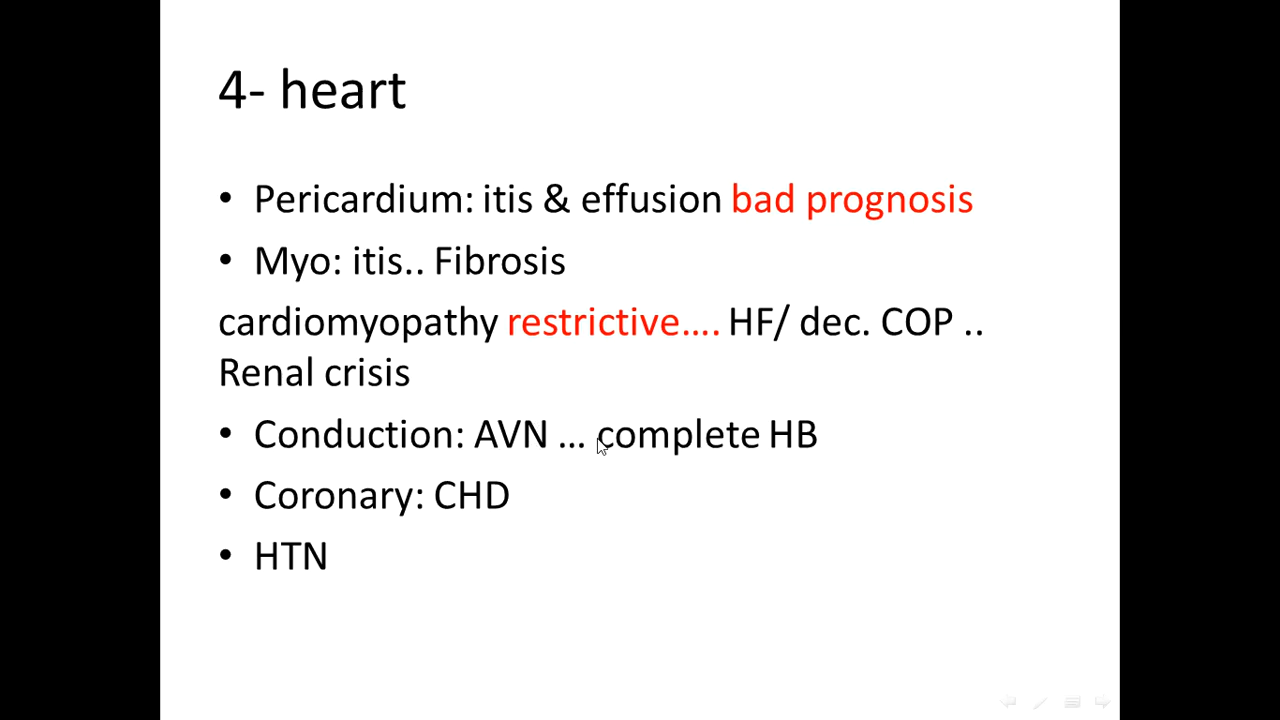 4- heart
• Pericardium: itis & effusion bad prognosis
• Myo: itis.. Fibrosis
cardiomyopathy restrictive.... HF/ dec. COP ..
Renal crisis
• Conduction: AVN ... complete HB
• Coronary: CHD
• HTN